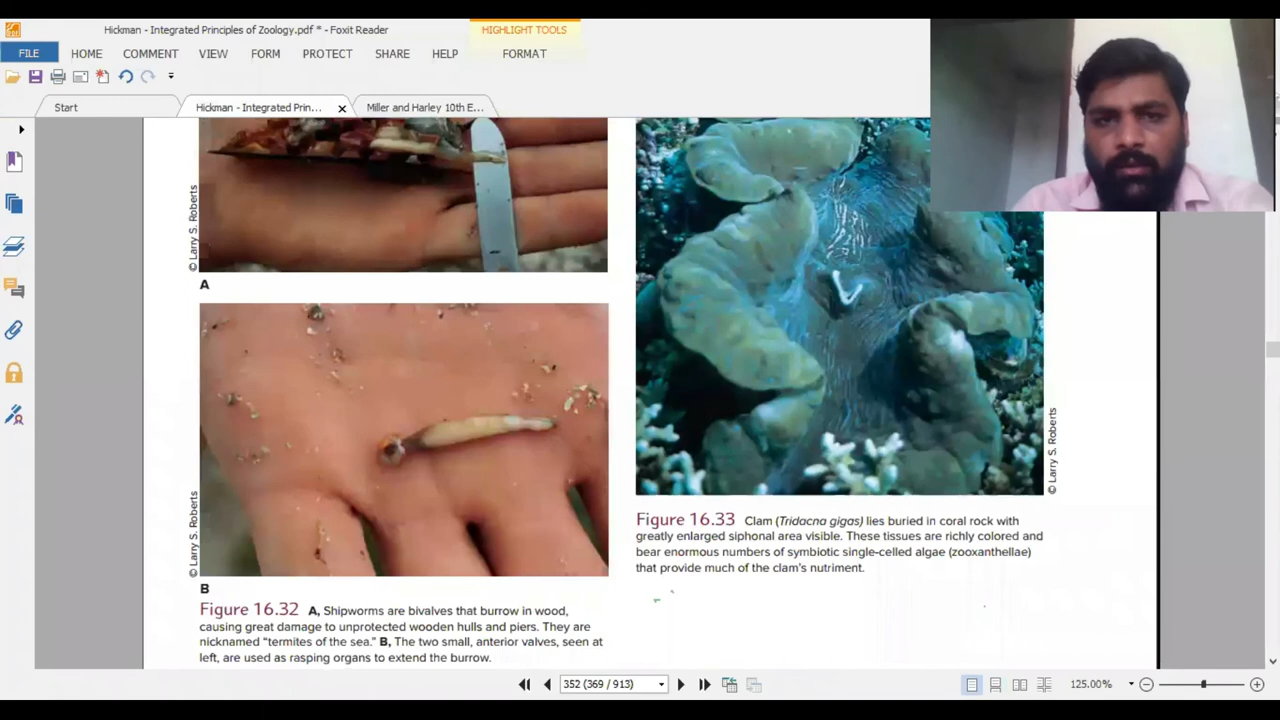 Hickman - Integrated Principles of Zoology.pdf * - Foxit Reader
HIGHLIGHT TOOLS
FILE
HOME
COMMENT
VIEW
FORM
PROTECT
SHARE
HELP
FORMAT
Start
Hickman - Integrated Prin...
Miller and Harley 10th E...
© Larry S. Roberts
A
© Larry S. Roberts
B
Figure 16.32 A, Shipworms are bivalves that burrow in wood,
causing great damage to unprotected wooden hulls and piers. They are
nicknamed “termites of the sea.” B, The two small, anterior valves, seen at
left, are used as rasping organs to extend the burrow.
© Larry S. Roberts
Figure 16.33 Clam (Tridacna gigas) lies buried in coral rock with
greatly enlarged siphonal area visible. These tissues are richly colored and
bear enormous numbers of symbiotic single-celled algae (zooxanthellae)
that provide much of the clam’s nutriment.
352 (369 / 913)
125.00%